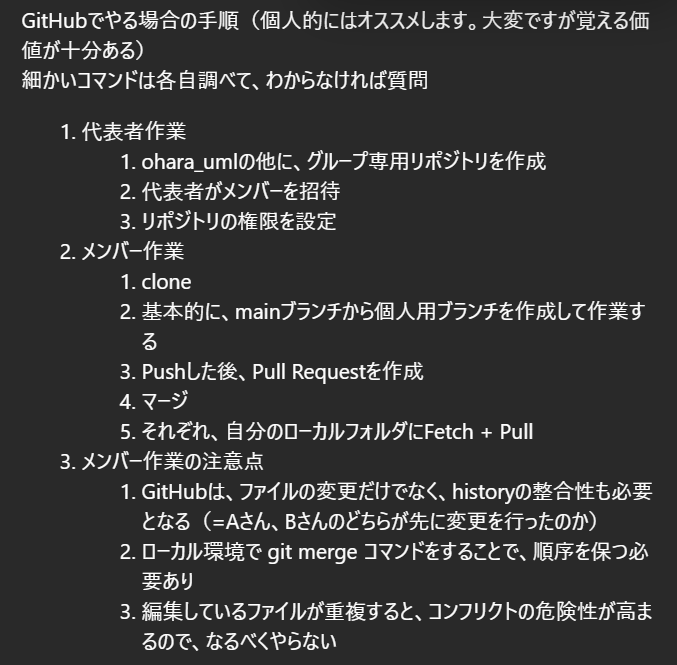 GitHubでやる場合の手順（個人的にはオススメします。大変ですが覚える価
値が十分ある）
細かいコマンドは各自調べて、わからなければ質問
1. 代表者作業
1. ohara_umlの他に、グループ専用リポジトリを作成
2. 代表者がメンバーを招待
3. リポジトリの権限を設定
2. メンバー作業
1. clone
2. 基本的に、mainブランチから個人用ブランチを作成して作業す
る
3. Pushした後、Pull Requestを作成
4. マージ
5. それぞれ、自分のローカルフォルダにFetch + Pull
3. メンバー作業の注意点
1. GitHubは、ファイルの変更だけでなく、historyの整合性も必要
となる（=Aさん、Bさんのどちらが先に変更を行ったのか）
2. ローカル環境で git merge コマンドをすることで、順序を保つ必
要あり
3. 編集しているファイルが重複すると、コンフリクトの危険性が高ま
るので、なるべくやらない